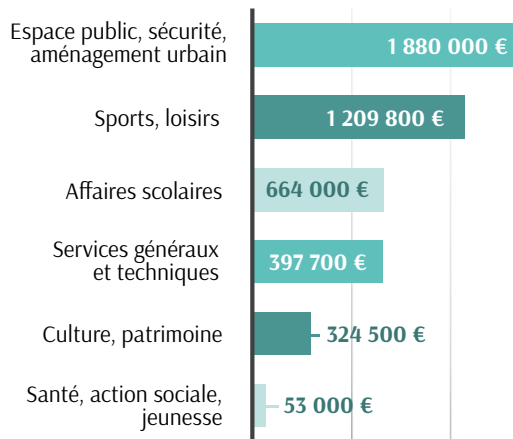 Espace public, sécurité,
aménagement urbain
1 880 000 €
Sports, loisirs
1 209 800 €
Affaires scolaires
664 000 €
Services généraux
et techniques
397 700 €
Culture, patrimoine
324 500 €
Santé, action sociale,
jeunesse
53 000 €